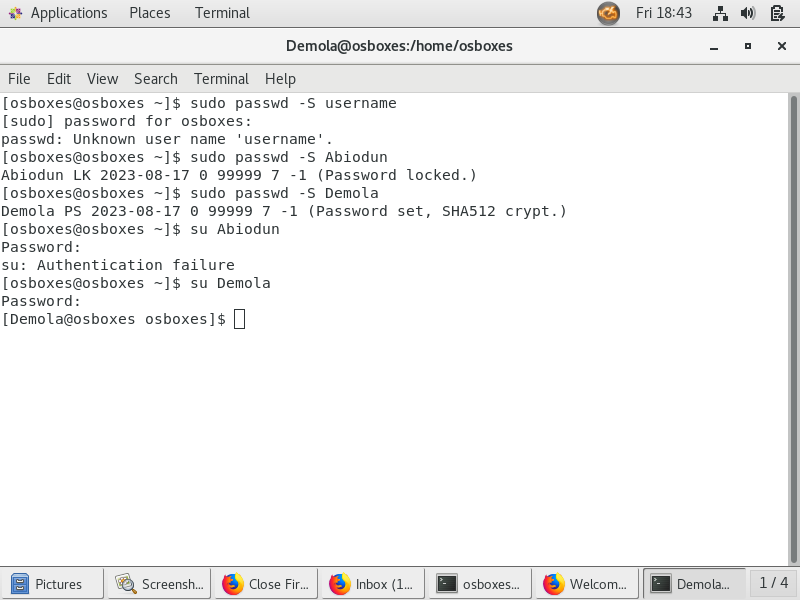 Applications Places Terminal Fri 18:43
Demola@osboxes:/home/osboxes
File Edit View Search Terminal Help
[osboxes@osboxes ~]$ sudo passwd -S username
[sudo] password for osboxes:
passwd: Unknown user name 'username'.
[osboxes@osboxes ~]$ sudo passwd -S Abiodun
Abiodun LK 2023-08-17 0 99999 7 -1 (Password locked.)
[osboxes@osboxes ~]$ sudo passwd -S Demola
Demola PS 2023-08-17 0 99999 7 -1 (Password set, SHA512 crypt.)
[osboxes@osboxes ~]$ su Abiodun
Password:
su: Authentication failure
[osboxes@osboxes ~]$ su Demola
Password:
[Demola@osboxes osboxes]$
Pictures Screensh... Close Fir... Inbox (1... osboxes... Welcom... Demola... 1 / 4